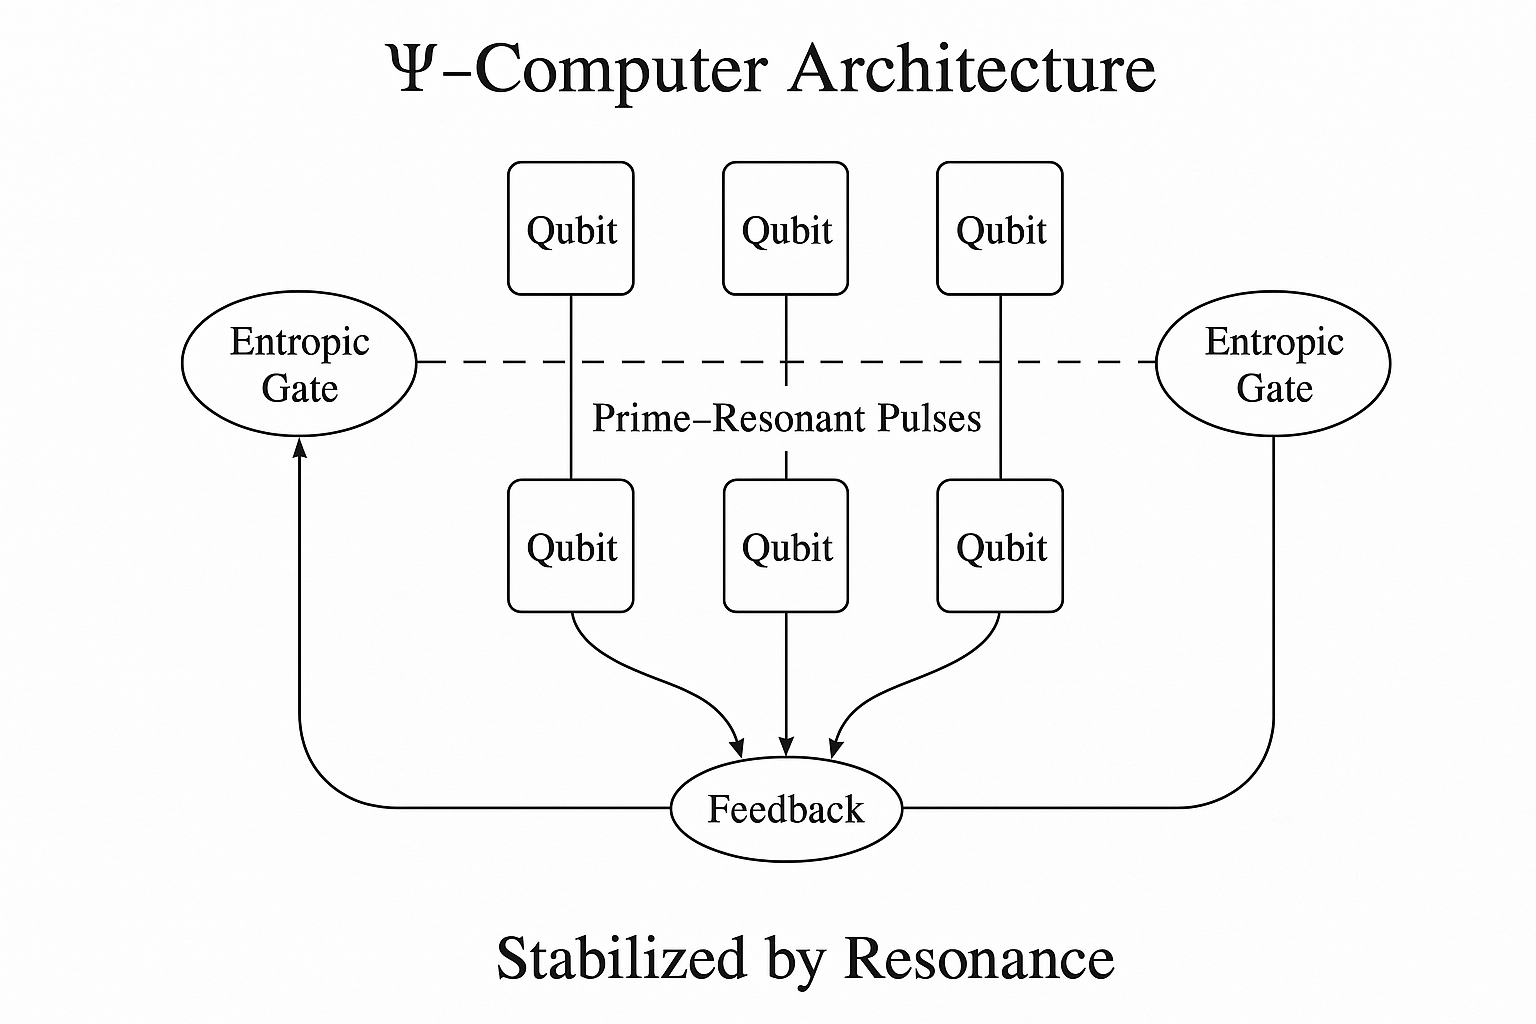 Ψ–Computer Architecture
Qubit
Qubit
Qubit
Entropic
Gate
Entropic
Gate
Prime–Resonant Pulses
Qubit
Qubit
Qubit
Feedback
Stabilized by Resonance